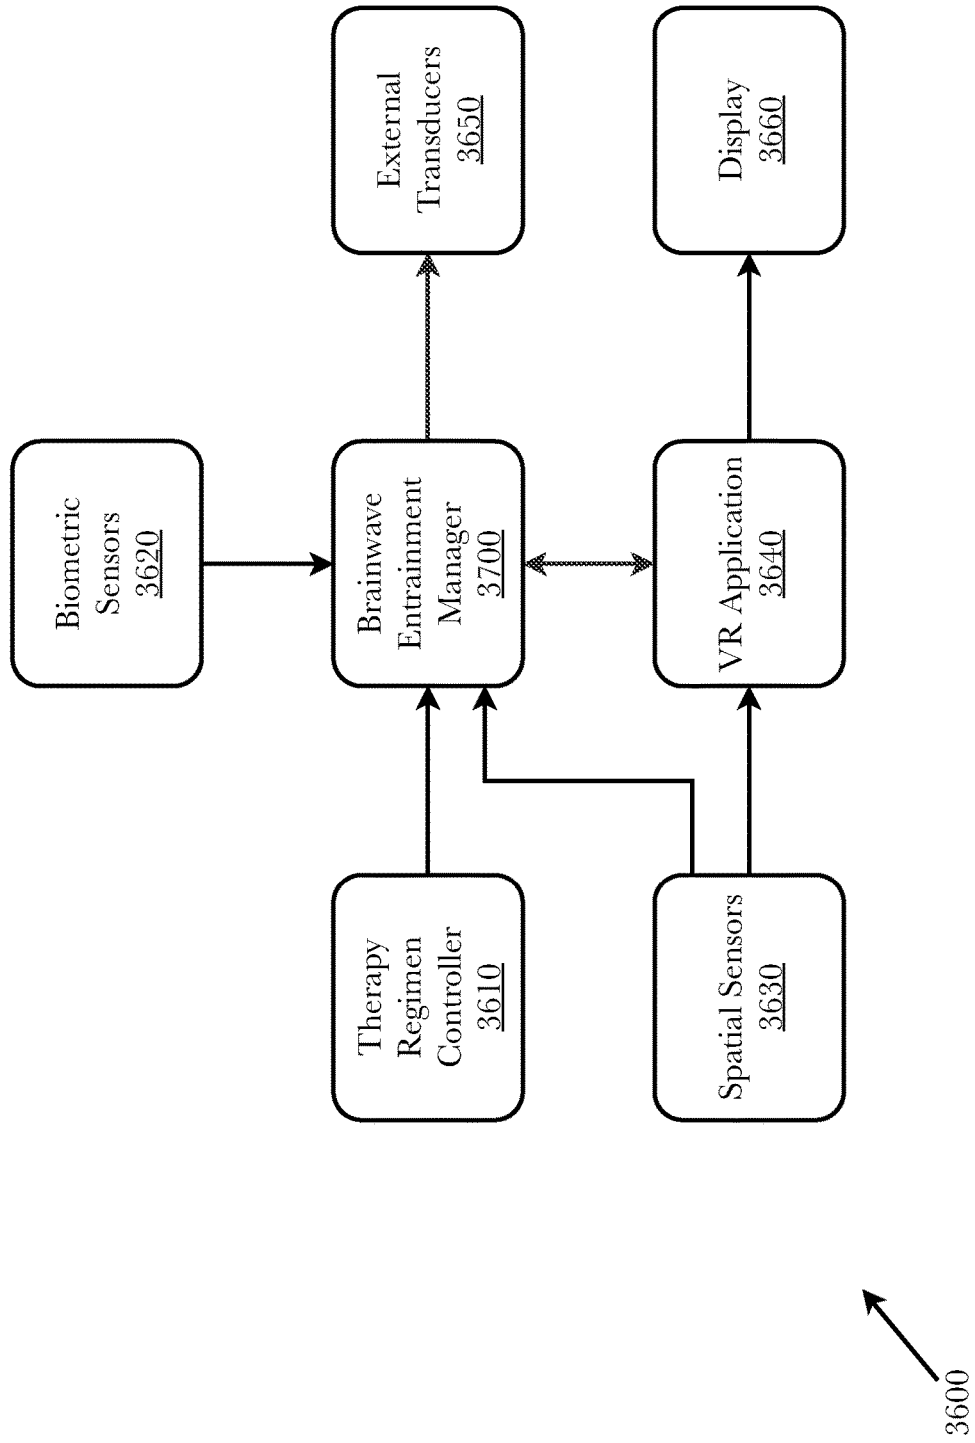 Biometric
Sensors
3620
Therapy
Regimen
Controller
3610
Brainwave
Entrainment
Manager
3700
External
Transducers
3650
Spatial Sensors
3630
VR Application
3640
Display
3660
3600